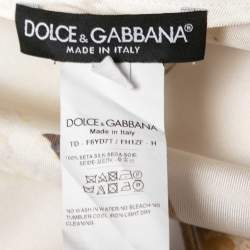 DOLCE & GABBANA®
MADE IN ITALY
DOLCE & GABBANA®
Made in Italy
TD - F6YD7T / FH1ZF - H
100% SETA-SILK-SEDA-SOIE
SEIDE-
NO WASH IN WATER-NO BLEACH-NO
TUMBLER-COOL IRON-LIGHT DRY
CLEANING